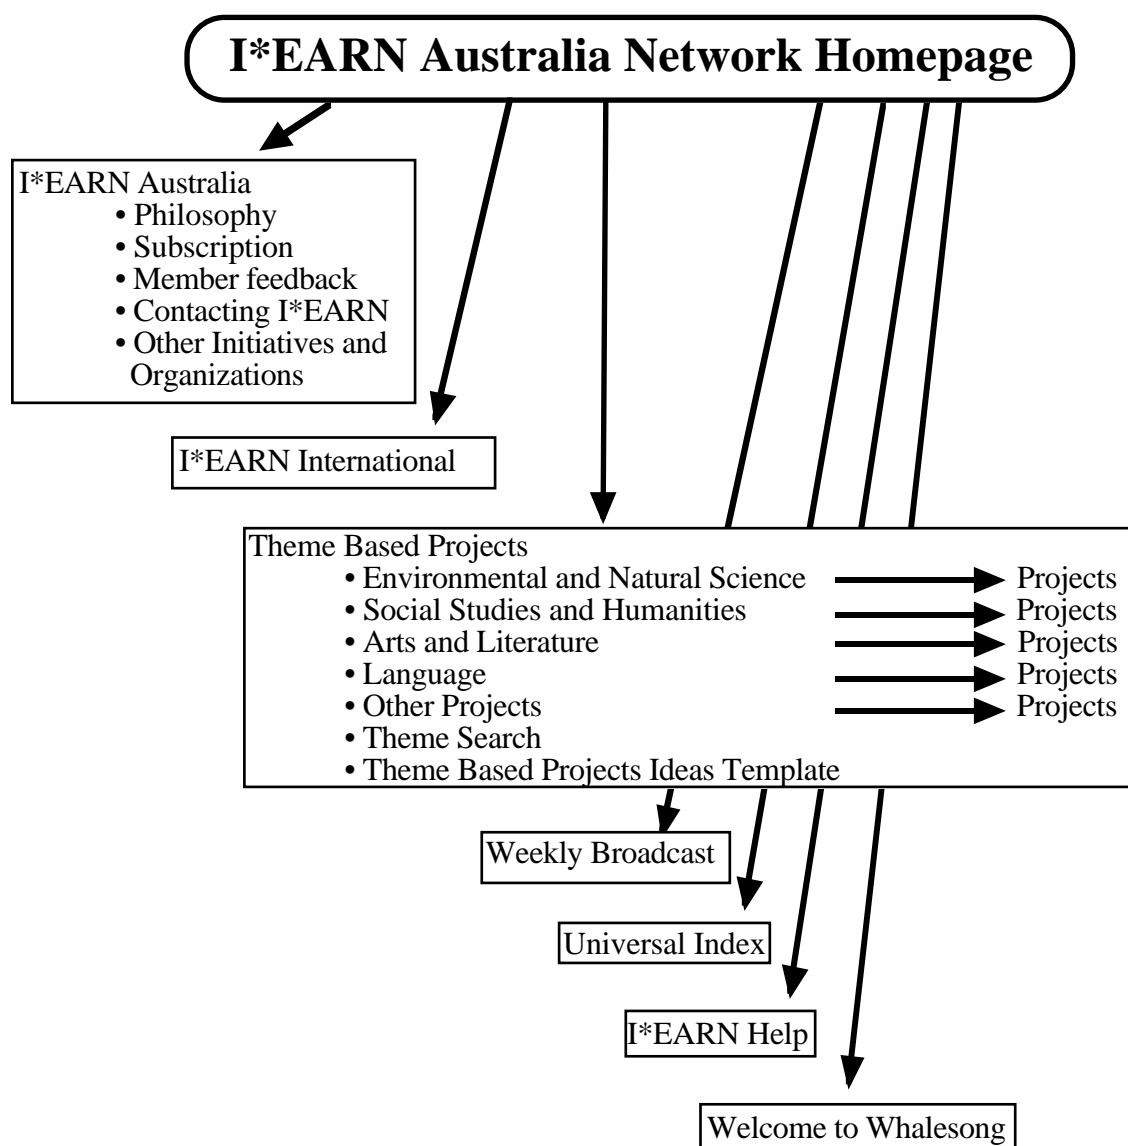 I*EARN Australia Network Homepage
I*EARN Australia
• Philosophy
• Subscription
• Member feedback
• Contacting I*EARN
• Other Initiatives and
Organizations
I*EARN International
Theme Based Projects
• Environmental and Natural Science Projects
• Social Studies and Humanities Projects
• Arts and Literature Projects
• Language Projects
• Other Projects Projects
• Theme Search
• Theme Based Projects Ideas Template
Weekly Broadcast
Universal Index
I*EARN Help
Welcome to Whalesong